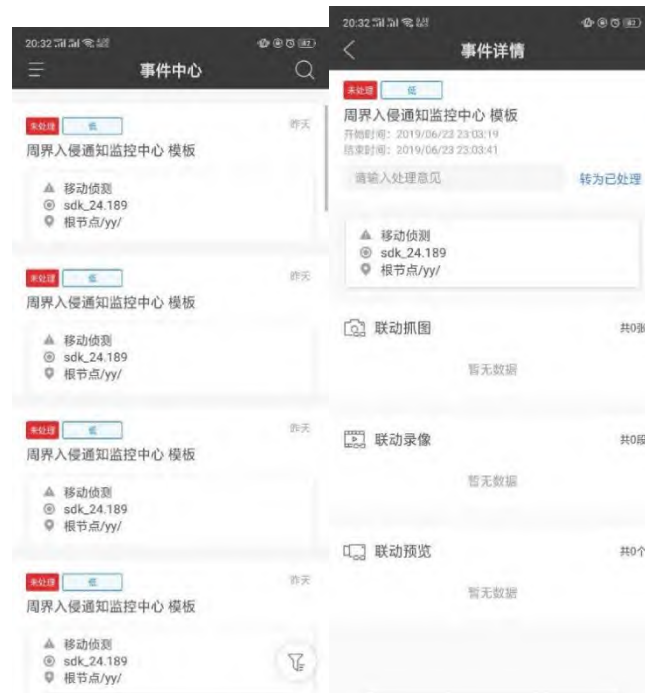 20:32
事件中心
未处理 低 昨天
周界入侵通知监控中心 模板
移动侦测
sdk_24.189
根节点/yy/
未处理 低 昨天
周界入侵通知监控中心 模板
移动侦测
sdk_24.189
根节点/yy/
未处理 低 昨天
周界入侵通知监控中心 模板
移动侦测
sdk_24.189
根节点/yy/
未处理 低 昨天
周界入侵通知监控中心 模板
移动侦测
sdk_24.189
根节点/yy/
20:32
事件详情
未处理 低
周界入侵通知监控中心 模板
开始时间：2019/06/23 23:03:19
结束时间：2019/06/23 23:03:41
请输入处理意见 转为已处理
移动侦测
sdk_24.189
根节点/yy/
联动抓图 共0张
暂无数据
联动录像 共0段
暂无数据
联动预览 共0个
暂无数据